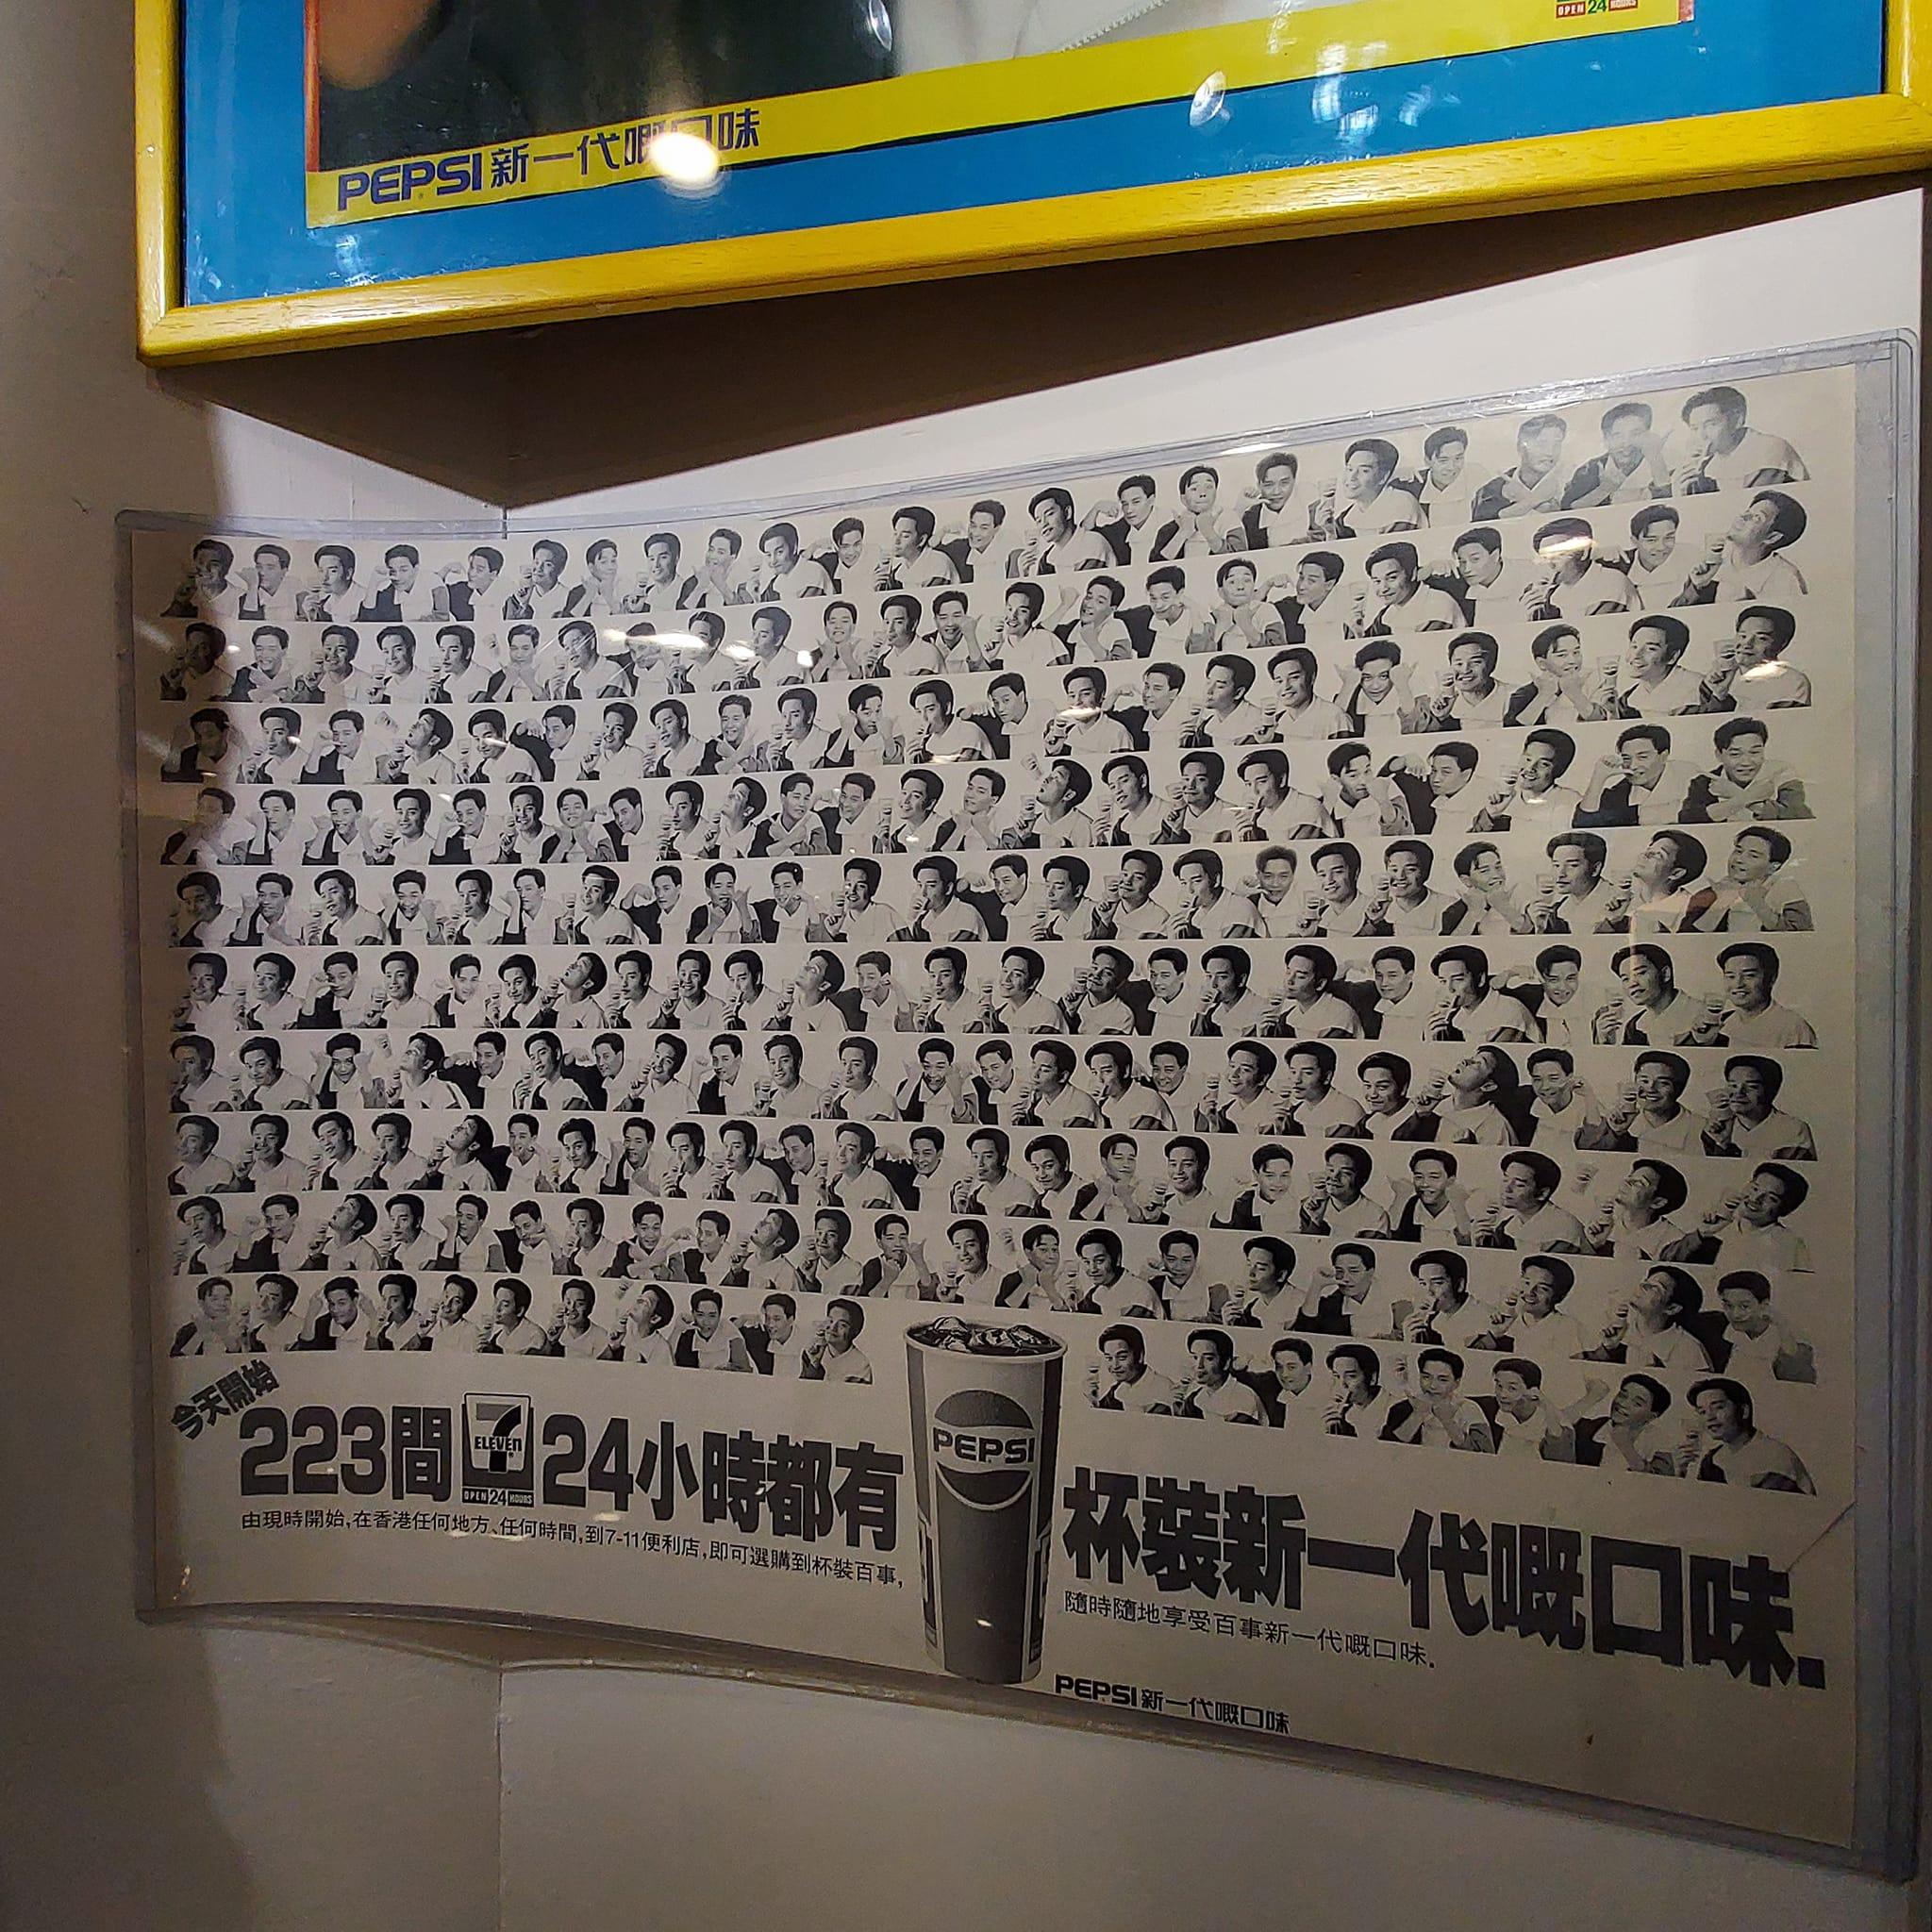 OPEN 24 HOURS
PEPSI 新一代嘅口味
今天開始
223間 7 ELEVEN OPEN 24 HOURS 24小時都有 PEPSI 杯裝新一代嘅口味.
由現時開始,在香港任何地方、任何時間,到7-11便利店,即可選購到杯裝百事,
隨時隨地享受百事新一代嘅口味.
PEPSI 新一代嘅口味